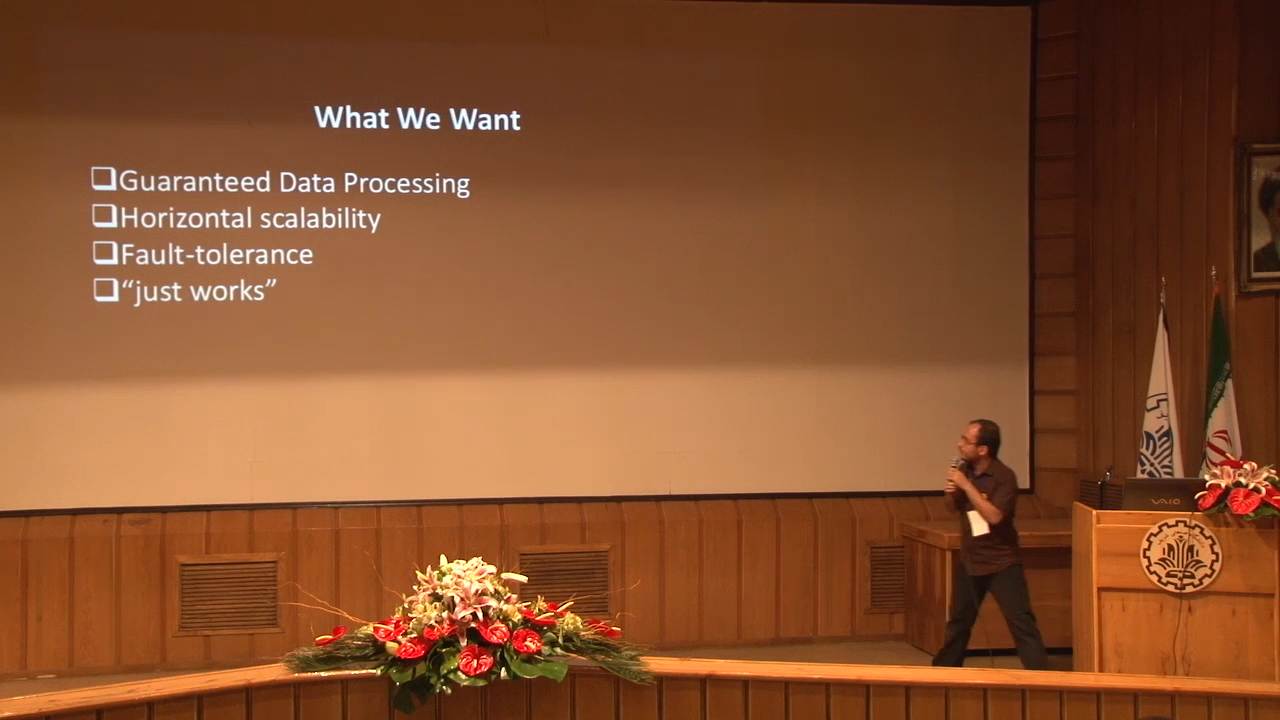 What We Want
Guaranteed Data Processing
Horizontal scalability
Fault-tolerance
“just works”
VAIO